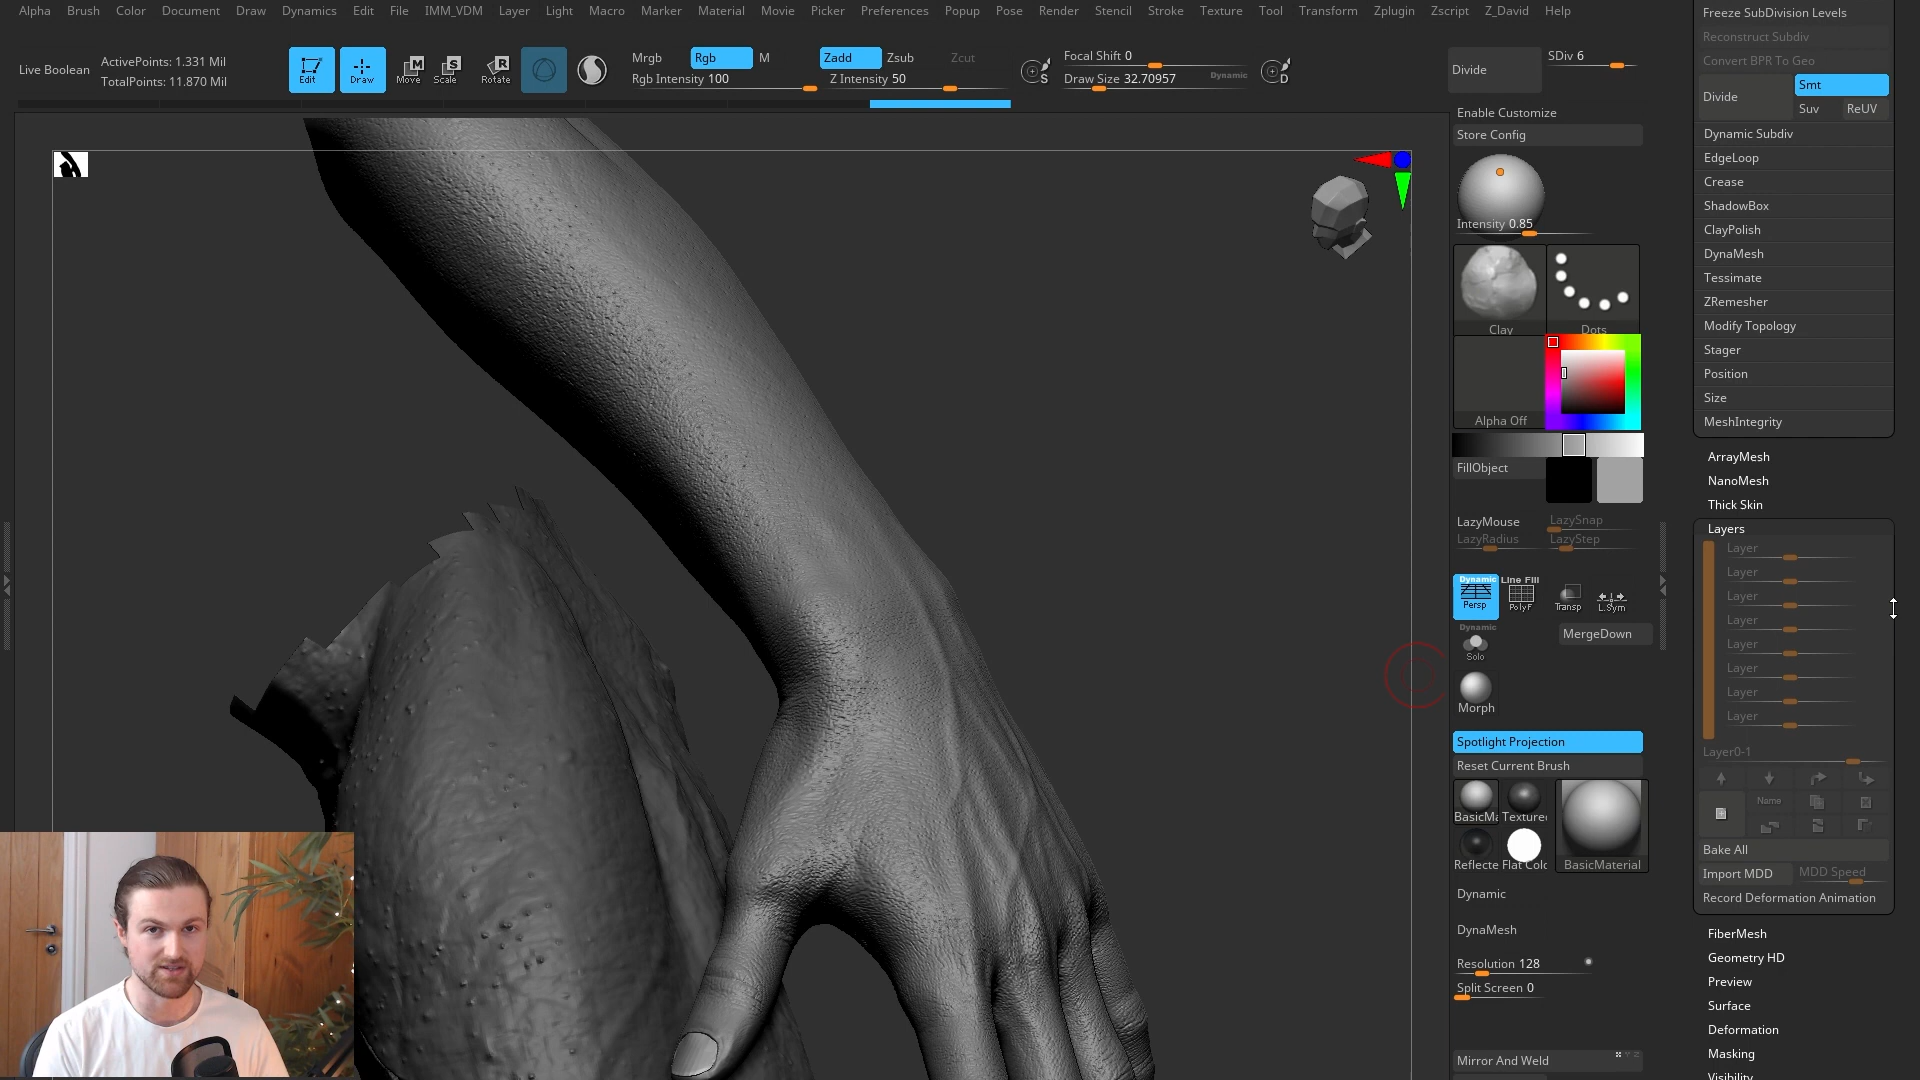 Alpha Brush Color Document Draw Dynamics Edit File IMM_VDM Layer Light Macro Marker Material Movie Picker Preferences Popup Pose Render Stencil Stroke Texture Tool Transform Zplugin Zscript Z_David Help
Live Boolean
ActivePoints: 1.331 Mil
TotalPoints: 11.870 Mil
Edit
Draw
Move
Scale
Rotate
Mrgb Rgb M
Rgb Intensity 100
Zadd Zsub Zcut
Z Intensity 50
Focal Shift 0
Draw Size 32.70957 Dynamic
S
D
Divide
SDiv 6
Enable Customize
Store Config
Intensity 0.85
Clay
Dots
Alpha Off
FillObject
LazyMouse LazySnap
LazyRadius LazyStep
Dynamic
Persp
Line Fill
PolyF
Transp
L.Sym
Dynamic
Solo
MergeDown
Morph
Spotlight Projection
Reset Current Brush
BasicMa Textured
Reflecte Flat Colo
BasicMaterial
Dynamic
DynaMesh
Resolution 128
Split Screen 0
Mirror And Weld
Freeze SubDivision Levels
Reconstruct Subdiv
Convert BPR To Geo
Divide
Smt
Suv ReUV
Dynamic Subdiv
EdgeLoop
Crease
ShadowBox
ClayPolish
DynaMesh
Tessimate
ZRemesher
Modify Topology
Stager
Position
Size
MeshIntegrity
ArrayMesh
NanoMesh
Thick Skin
Layers
Layer
Layer
Layer
Layer
Layer
Layer
Layer
Layer
Layer0-1
Name
Bake All
Import MDD MDD Speed
Record Deformation Animation
FiberMesh
Geometry HD
Preview
Surface
Deformation
Masking
Visibility